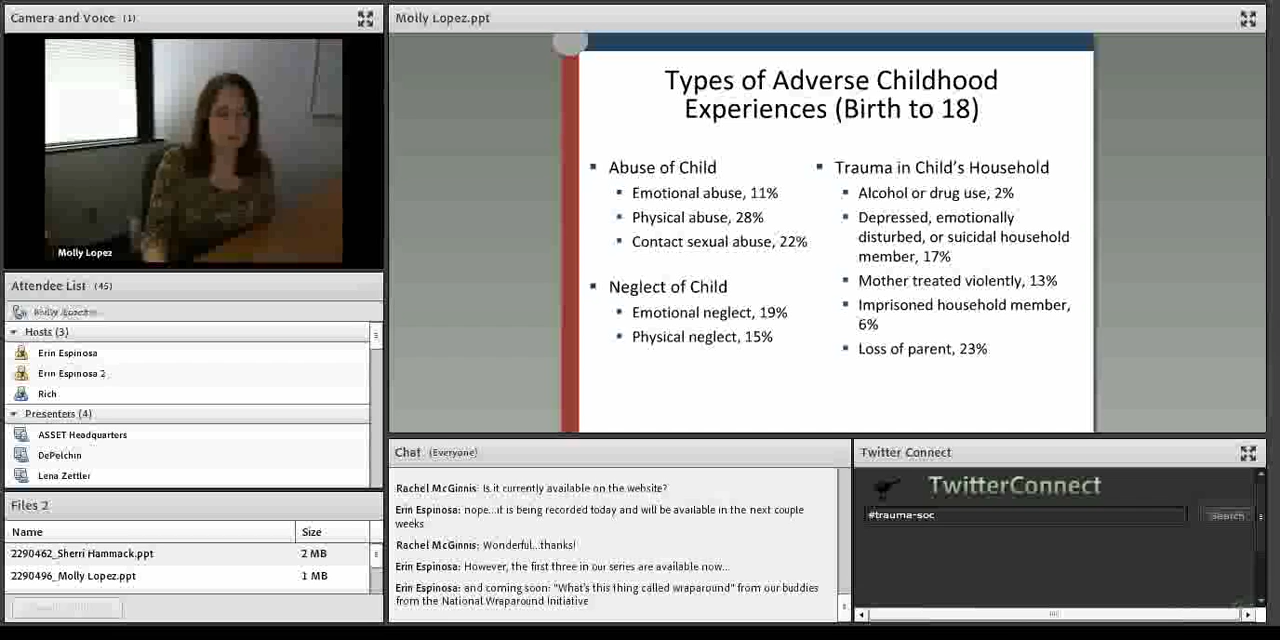 Camera and Voice (1)
Molly Lopez
Attendee List (45)
Hosts (3)
Erin Espinosa
Erin Espinosa 2
Rich
Presenters (4)
ASSET Headquarters
DePelchin
Lena Zettler
Files 2
Name Size
2290462_Sherri Hammack.ppt 2 MB
2290496_Molly Lopez.ppt 1 MB
Molly Lopez.ppt
Types of Adverse Childhood
Experiences (Birth to 18)
Abuse of Child
Emotional abuse, 11%
Physical abuse, 28%
Contact sexual abuse, 22%
Neglect of Child
Emotional neglect, 19%
Physical neglect, 15%
Trauma in Child's Household
Alcohol or drug use, 2%
Depressed, emotionally
disturbed, or suicidal household
member, 17%
Mother treated violently, 13%
Imprisoned household member,
6%
Loss of parent, 23%
Chat (Everyone)
Rachel McGinnis: Is it currently available on the website?
Erin Espinosa: nope...it is being recorded today and will be available in the next couple
weeks
Rachel McGinnis: Wonderful...thanks!
Erin Espinosa: However, the first three in our series are available now...
Erin Espinosa: and coming soon: "What's this thing called wraparound" from our buddies
from the National Wraparound Initiative
Twitter Connect
TwitterConnect
#trauma-soc
search